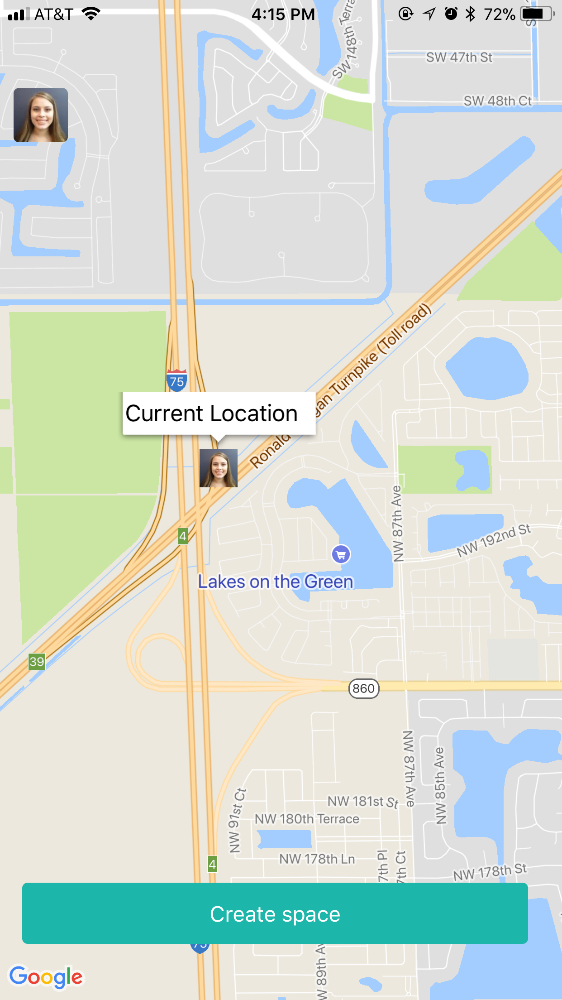 AT&T
4:15 PM
72%
SW 148th Terra
SW 47th St
SW 48th Ct
75
Current Location
Ronald
gan Turnpike (Toll road)
NW 87th Ave
NW 192nd St
4
Lakes on the Green
39
860
NW 87th Ave
NW 85th Ave
NW 91st Ct
NW 181st St
NW 180th Terrace
NW 178th Ln
7th Pl
7th Ct
4
NW 178th St
Create space
75
W 89th Av
Google